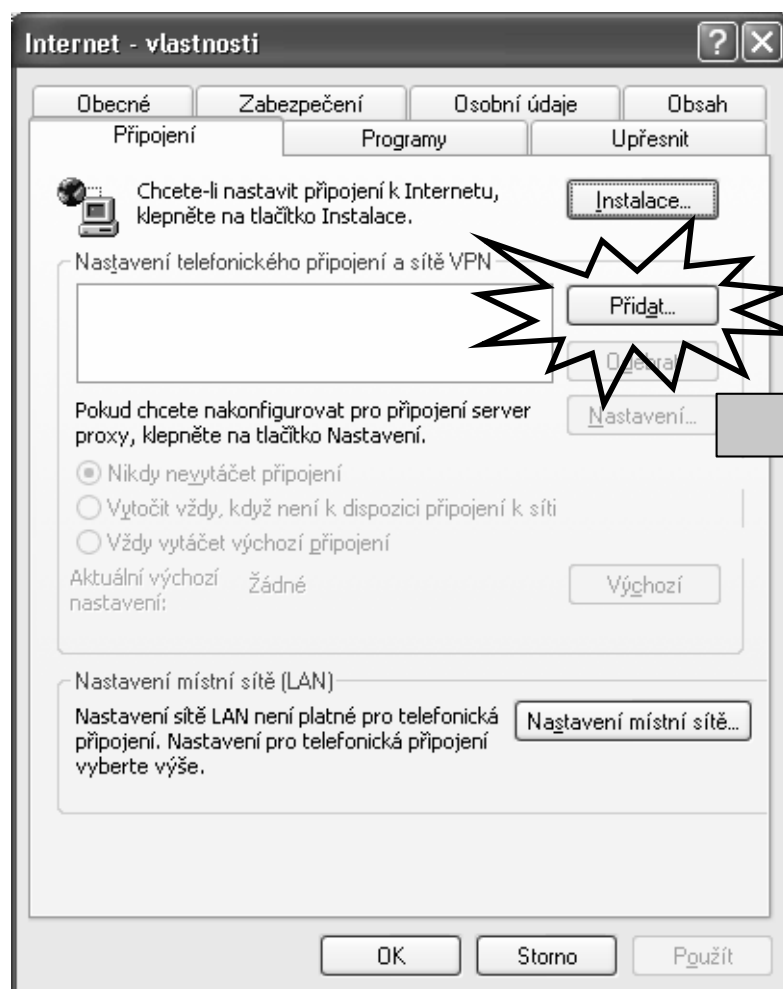 Internet - vlastnosti
Obecné Zabezpečení Osobní údaje Obsah
Připojení Programy Upřesnit
Chcete-li nastavit připojení k Internetu,
klepněte na tlačítko Instalace.
Instalace...
Nastavení telefonického připojení a sítě VPN
Přidat...
Odebrat
Pokud chcete nakonfigurovat pro připojení server
proxy, klepněte na tlačítko Nastavení.
Nastavení...
Nikdy nevytáčet připojení
Vytočit vždy, když není k dispozici připojení k síti
Vždy vytáčet výchozí připojení
Aktuální výchozí
nastavení:
Žádné
Výchozí
Nastavení místní sítě (LAN)
Nastavení sítě LAN není platné pro telefonická
připojení. Nastavení pro telefonická připojení
vyberte výše.
Nastavení místní sítě...
OK Storno Použít